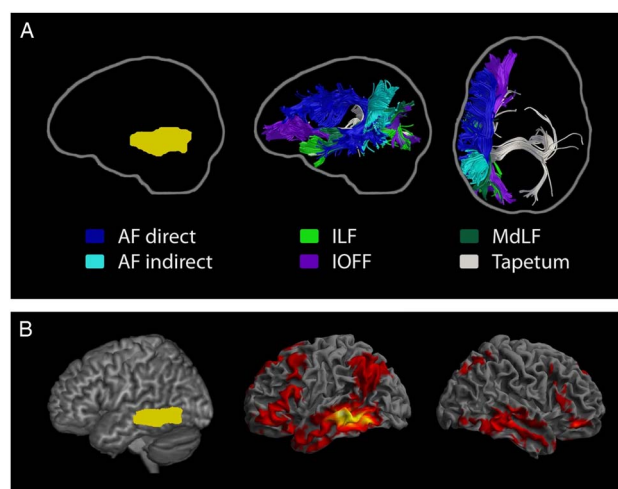 A
AF direct
ILF
MdLF
AF indirect
IOFF
Tapetum
B